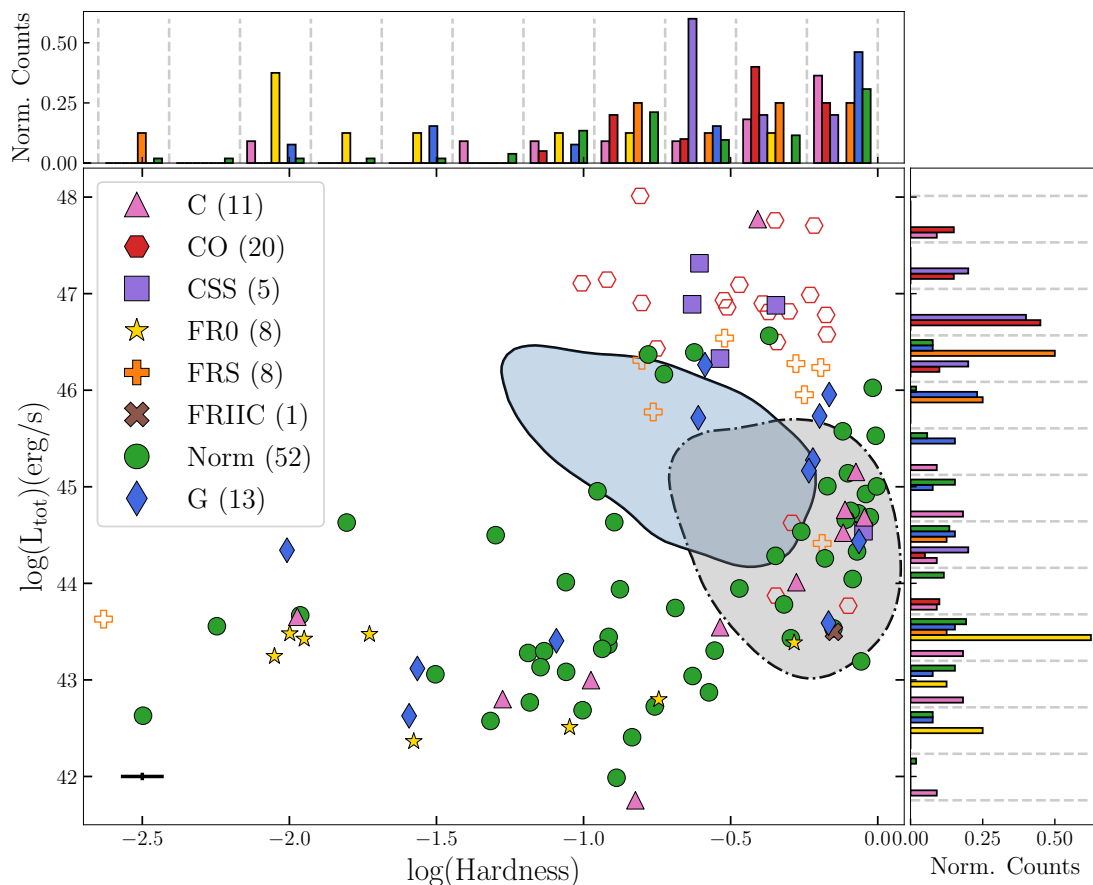 Norm. Counts
0.50
0.25
0.00
48
47
46
45
44
43
42
log(L_tot)(erg/s)
C (11)
CO (20)
CSS (5)
FR0 (8)
FRS (8)
FRIIC (1)
Norm (52)
G (13)
−2.5 −2.0 −1.5 −1.0 −0.5 0.00
log(Hardness)
0.00 0.25 0.50
Norm. Counts